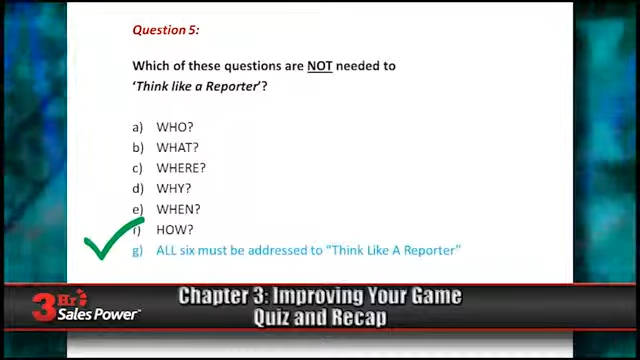 Question 5:
Which of these questions are NOT needed to
‘Think like a Reporter’?
a) WHO?
b) WHAT?
c) WHERE?
d) WHY?
e) WHEN?
f) HOW?
g) ALL six must be addressed to “Think Like A Reporter”
3 Hr Sales Power™
Chapter 3: Improving Your Game
Quiz and Recap